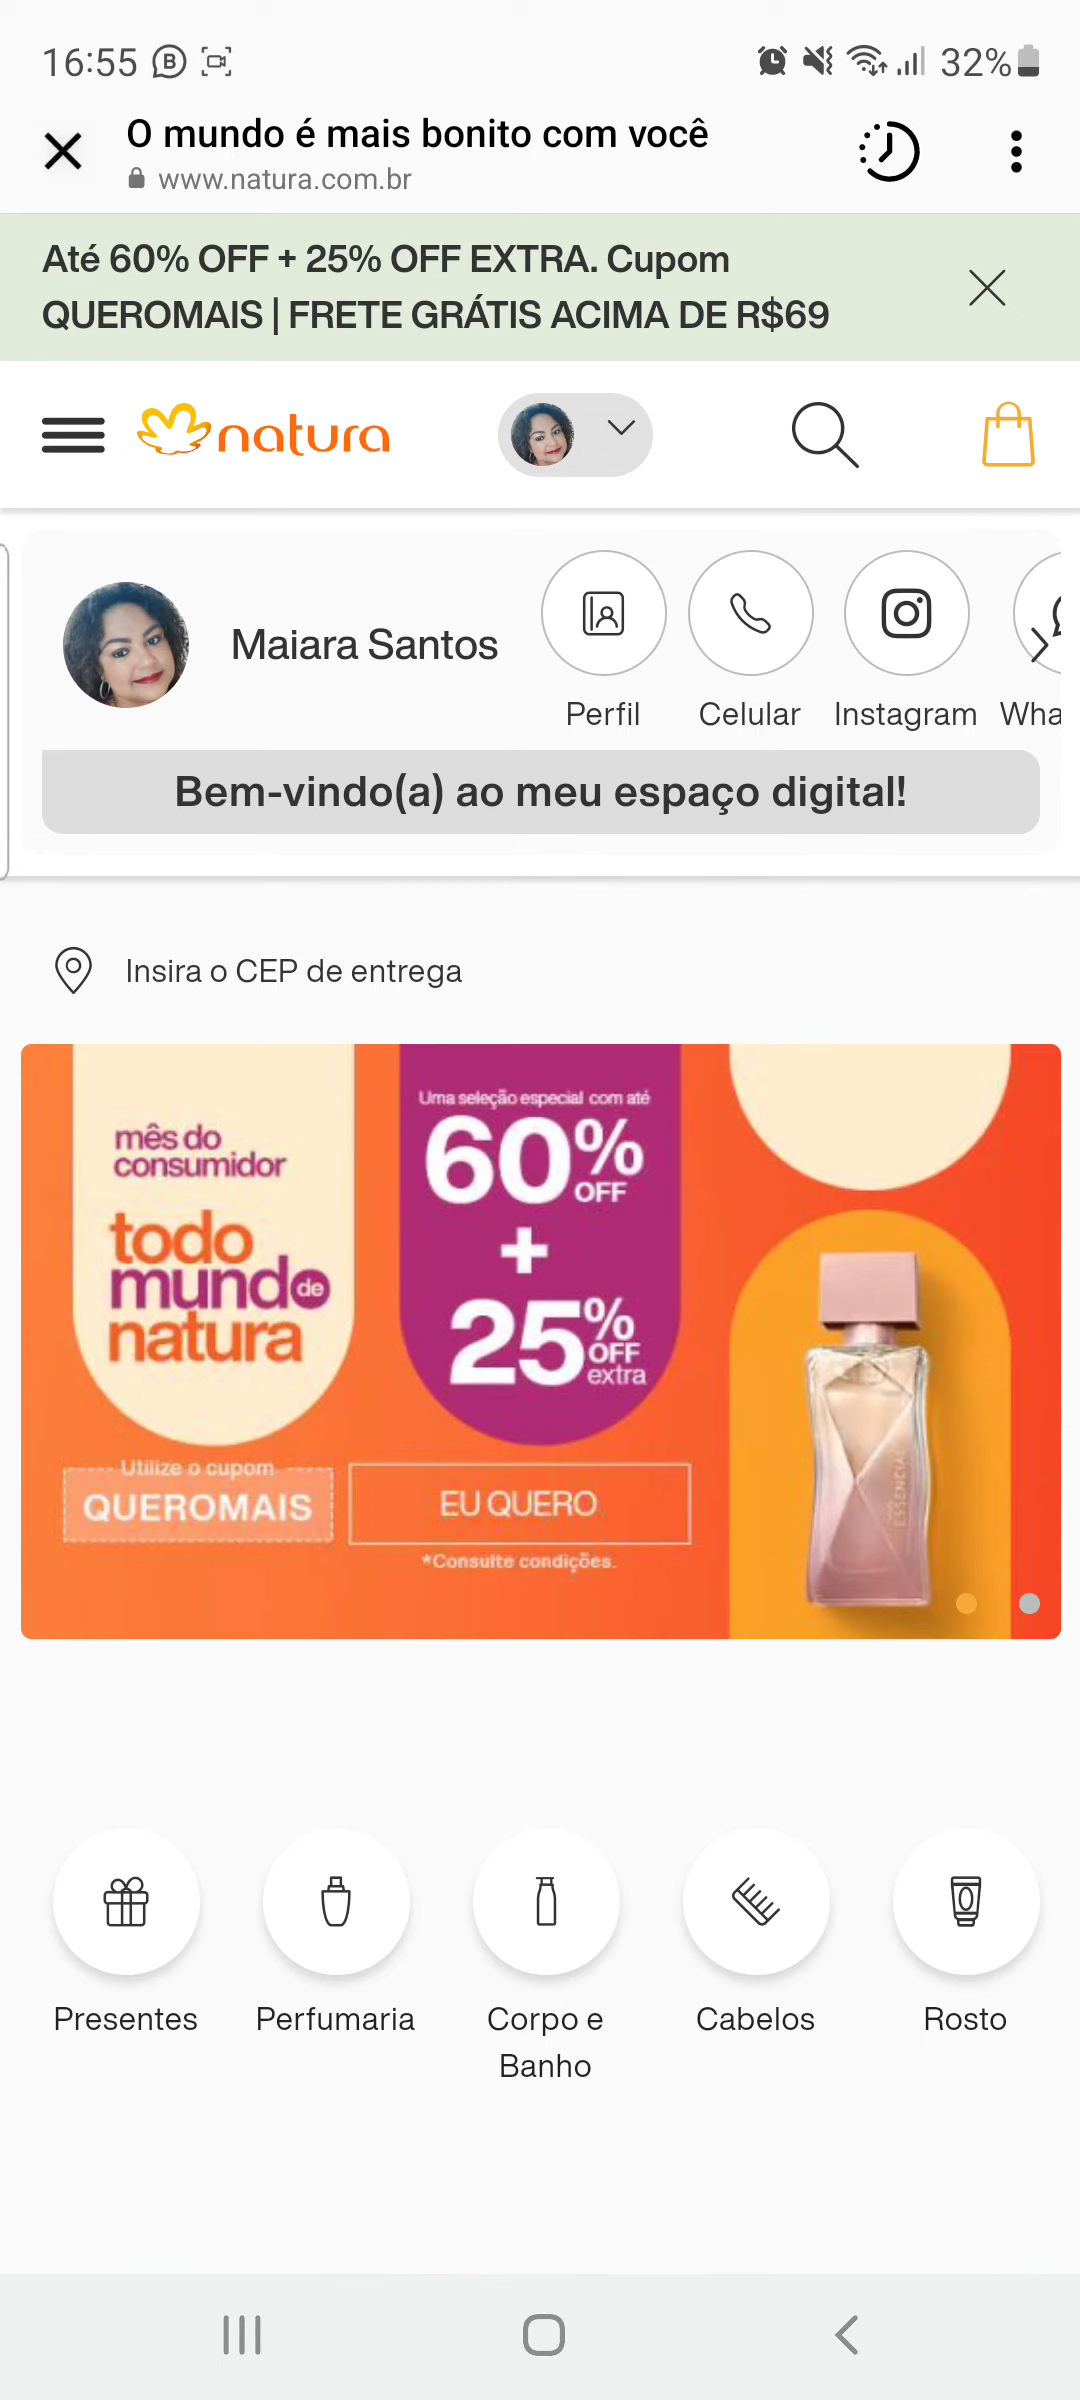 16:55
32%
O mundo é mais bonito com você
www.natura.com.br
Até 60% OFF + 25% OFF EXTRA. Cupom
QUEROMAIS | FRETE GRÁTIS ACIMA DE R$69
natura
Maiara Santos
Perfil
Celular
Instagram
Wha
Bem-vindo(a) ao meu espaço digital!
Insira o CEP de entrega
mês do
consumidor
todo
mundo de
natura
Uma seleção especial com até
60% OFF
+
25% OFF extra
Utilize o cupom
QUEROMAIS
EU QUERO
*Consulte condições.
ESSENCIAL
Presentes
Perfumaria
Corpo e
Banho
Cabelos
Rosto